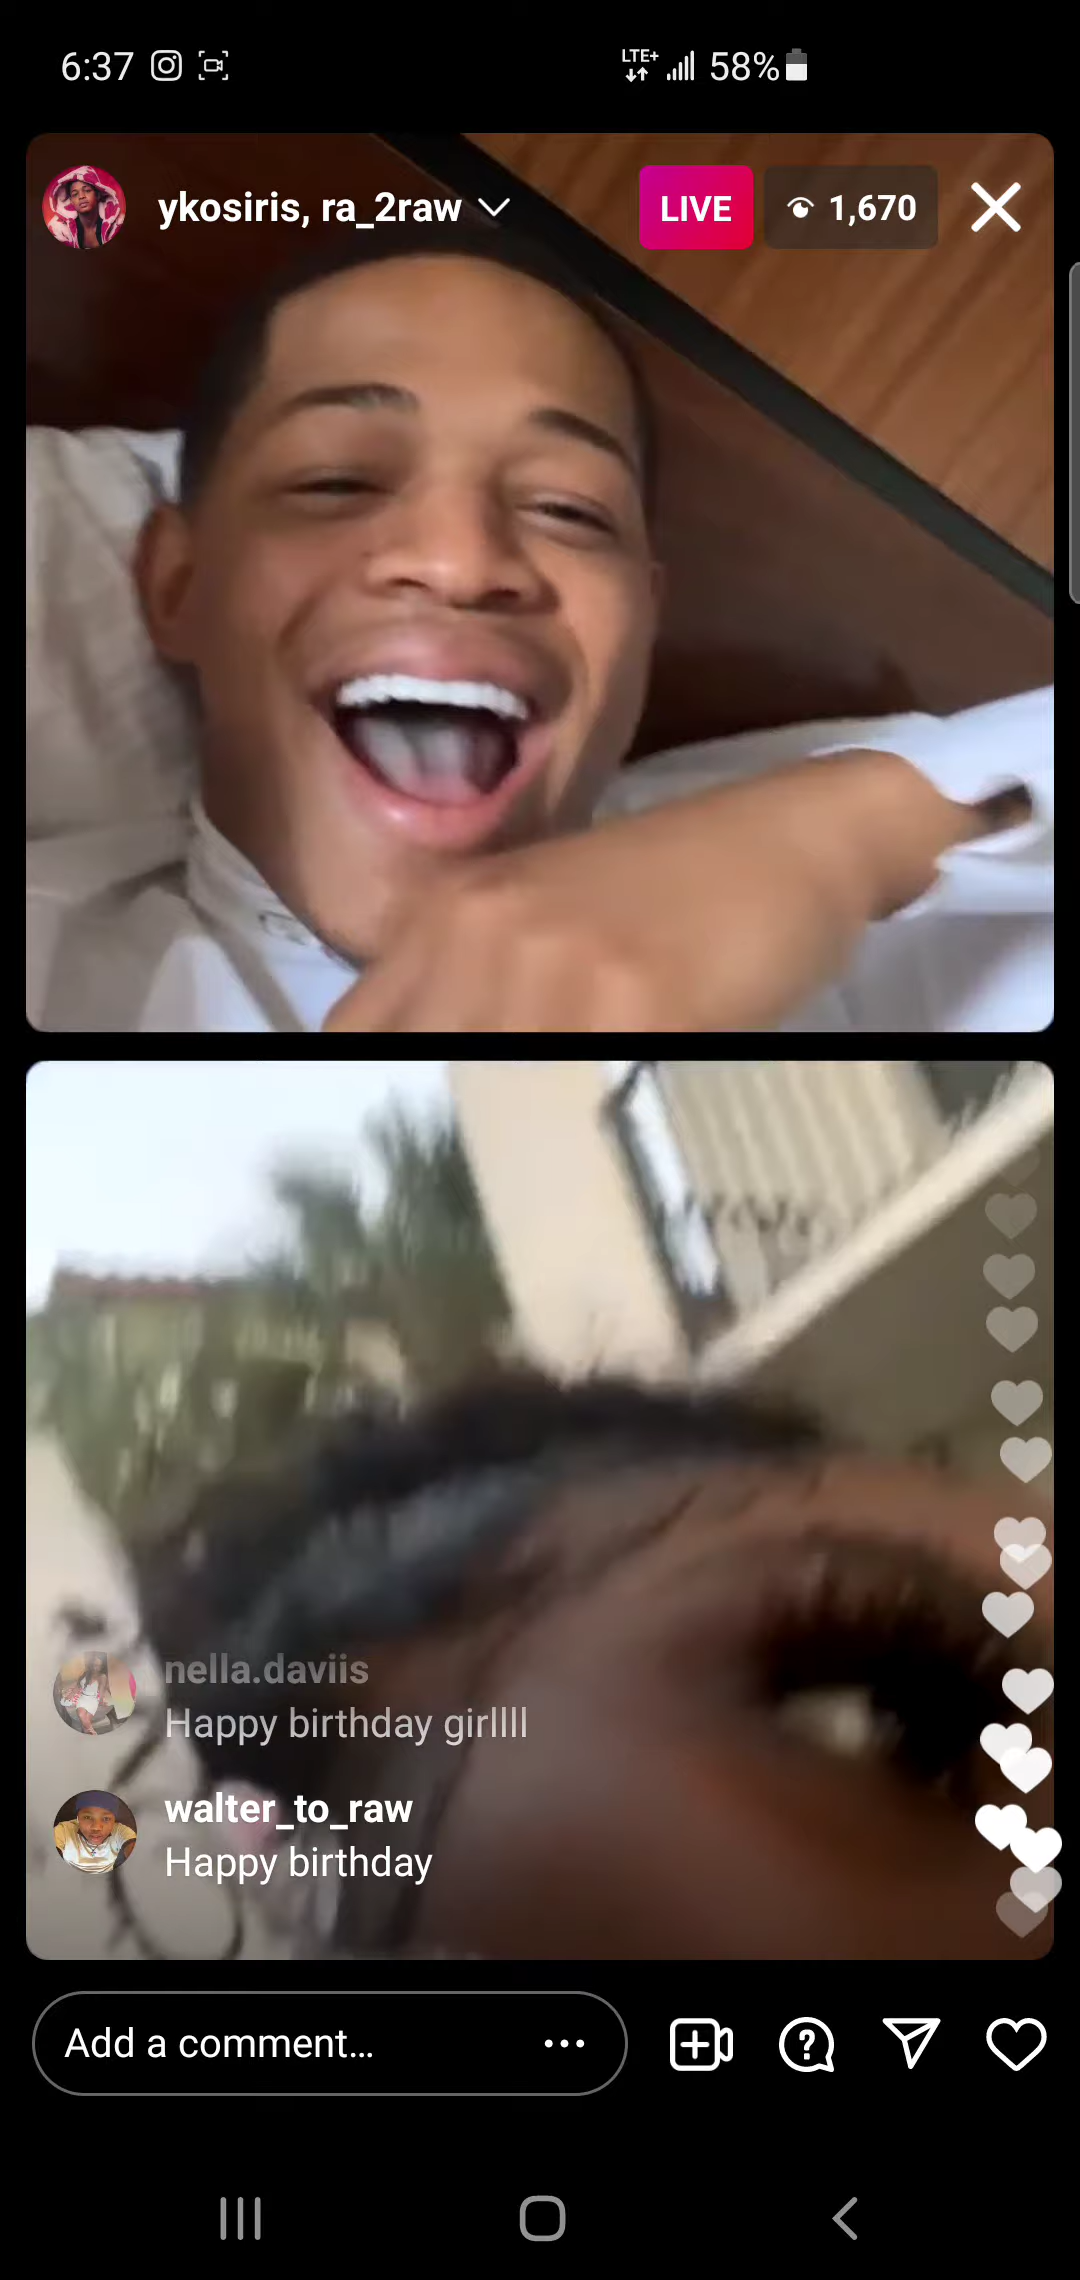 6:37
LTE+
58%
ykosiris, ra_2raw
LIVE
1,670
nella.daviis
Happy birthday girllll
walter_to_raw
Happy birthday
Add a comment...